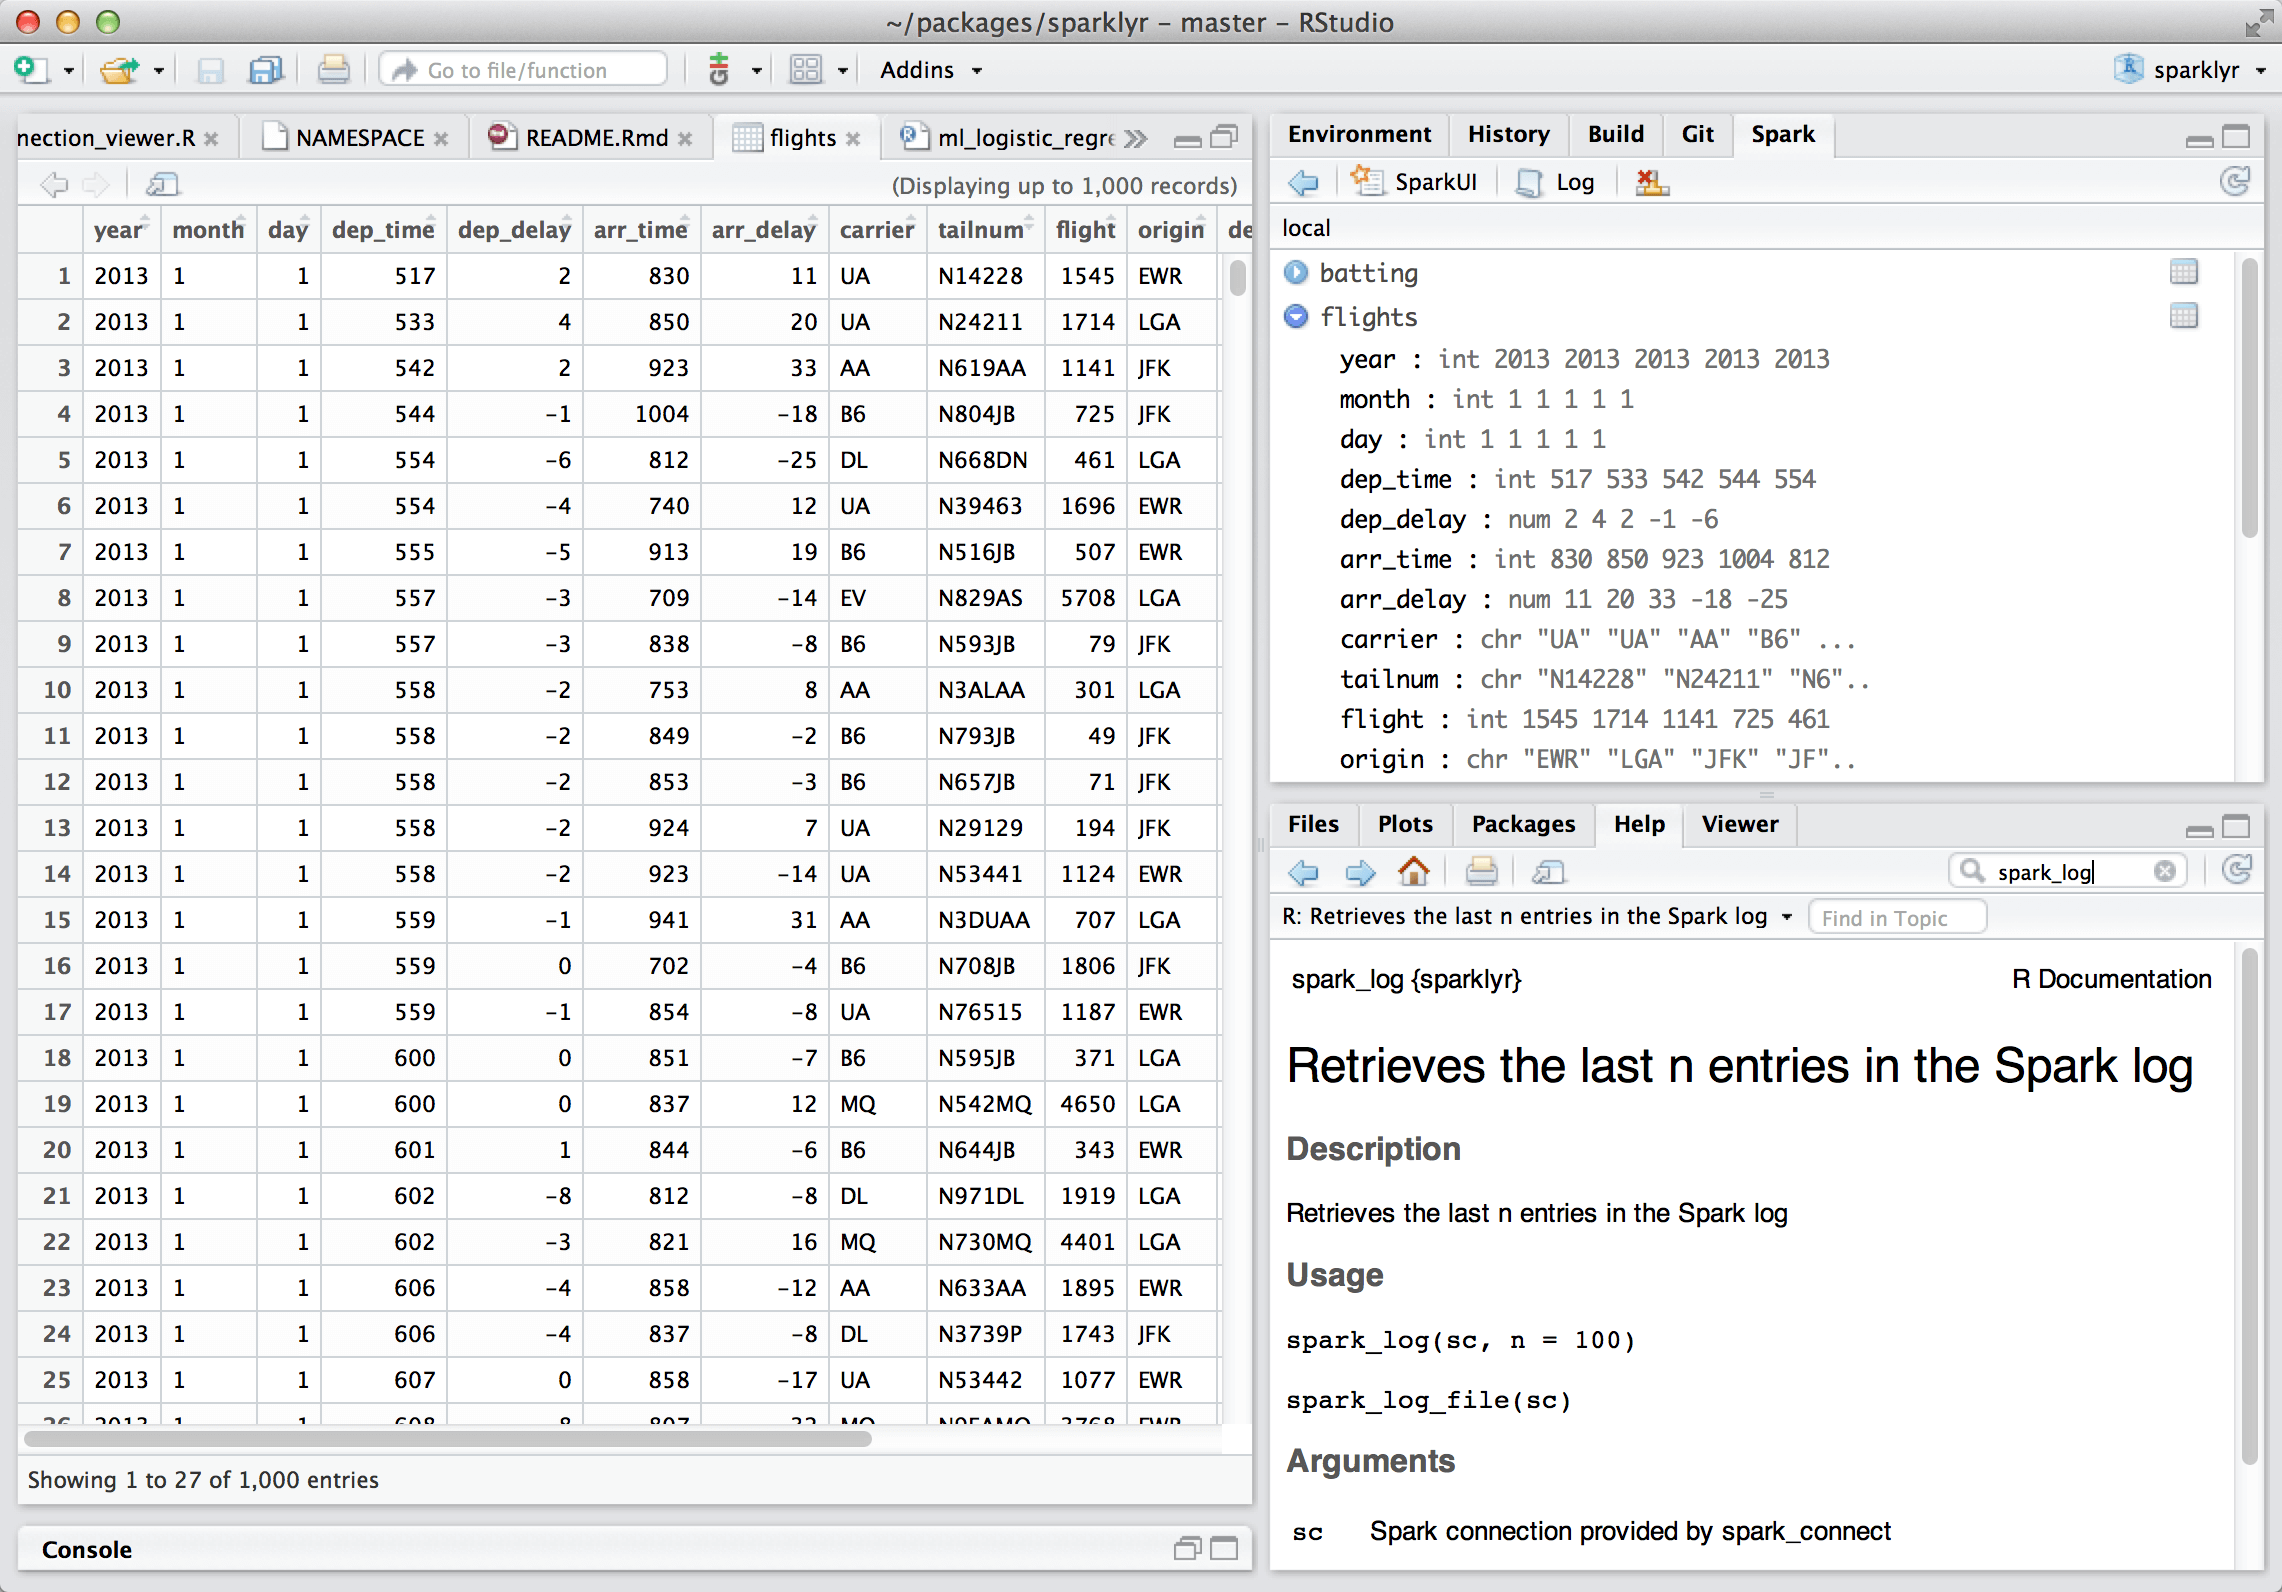 ~/packages/sparklyr – master – RStudio
Go to file/function
Addins
sparklyr
nection_viewer.R
NAMESPACE
README.Rmd
flights
ml_logistic_regre
(Displaying up to 1,000 records)
year month day dep_time dep_delay arr_time arr_delay carrier tailnum flight origin de
1 2013 1 1 517 2 830 11 UA N14228 1545 EWR
2 2013 1 1 533 4 850 20 UA N24211 1714 LGA
3 2013 1 1 542 2 923 33 AA N619AA 1141 JFK
4 2013 1 1 544 -1 1004 -18 B6 N804JB 725 JFK
5 2013 1 1 554 -6 812 -25 DL N668DN 461 LGA
6 2013 1 1 554 -4 740 12 UA N39463 1696 EWR
7 2013 1 1 555 -5 913 19 B6 N516JB 507 EWR
8 2013 1 1 557 -3 709 -14 EV N829AS 5708 LGA
9 2013 1 1 557 -3 838 -8 B6 N593JB 79 JFK
10 2013 1 1 558 -2 753 8 AA N3ALAA 301 LGA
11 2013 1 1 558 -2 849 -2 B6 N793JB 49 JFK
12 2013 1 1 558 -2 853 -3 B6 N657JB 71 JFK
13 2013 1 1 558 -2 924 7 UA N29129 194 JFK
14 2013 1 1 558 -2 923 -14 UA N53441 1124 EWR
15 2013 1 1 559 -1 941 31 AA N3DUAA 707 LGA
16 2013 1 1 559 0 702 -4 B6 N708JB 1806 JFK
17 2013 1 1 559 -1 854 -8 UA N76515 1187 EWR
18 2013 1 1 600 0 851 -7 B6 N595JB 371 LGA
19 2013 1 1 600 0 837 12 MQ N542MQ 4650 LGA
20 2013 1 1 601 1 844 -6 B6 N644JB 343 EWR
21 2013 1 1 602 -8 812 -8 DL N971DL 1919 LGA
22 2013 1 1 602 -3 821 16 MQ N730MQ 4401 LGA
23 2013 1 1 606 -4 858 -12 AA N633AA 1895 EWR
24 2013 1 1 606 -4 837 -8 DL N3739P 1743 JFK
25 2013 1 1 607 0 858 -17 UA N53442 1077 EWR
Showing 1 to 27 of 1,000 entries
Console
Environment History Build Git Spark
SparkUI Log
local
batting
flights
year : int 2013 2013 2013 2013 2013
month : int 1 1 1 1 1
day : int 1 1 1 1 1
dep_time : int 517 533 542 544 554
dep_delay : num 2 4 2 -1 -6
arr_time : int 830 850 923 1004 812
arr_delay : num 11 20 33 -18 -25
carrier : chr "UA" "UA" "AA" "B6" ...
tailnum : chr "N14228" "N24211" "N6"..
flight : int 1545 1714 1141 725 461
origin : chr "EWR" "LGA" "JFK" "JF"..
Files Plots Packages Help Viewer
spark_log
R: Retrieves the last n entries in the Spark log
Find in Topic
spark_log {sparklyr}
R Documentation
Retrieves the last n entries in the Spark log
Description
Retrieves the last n entries in the Spark log
Usage
spark_log(sc, n = 100)
spark_log_file(sc)
Arguments
sc Spark connection provided by spark_connect